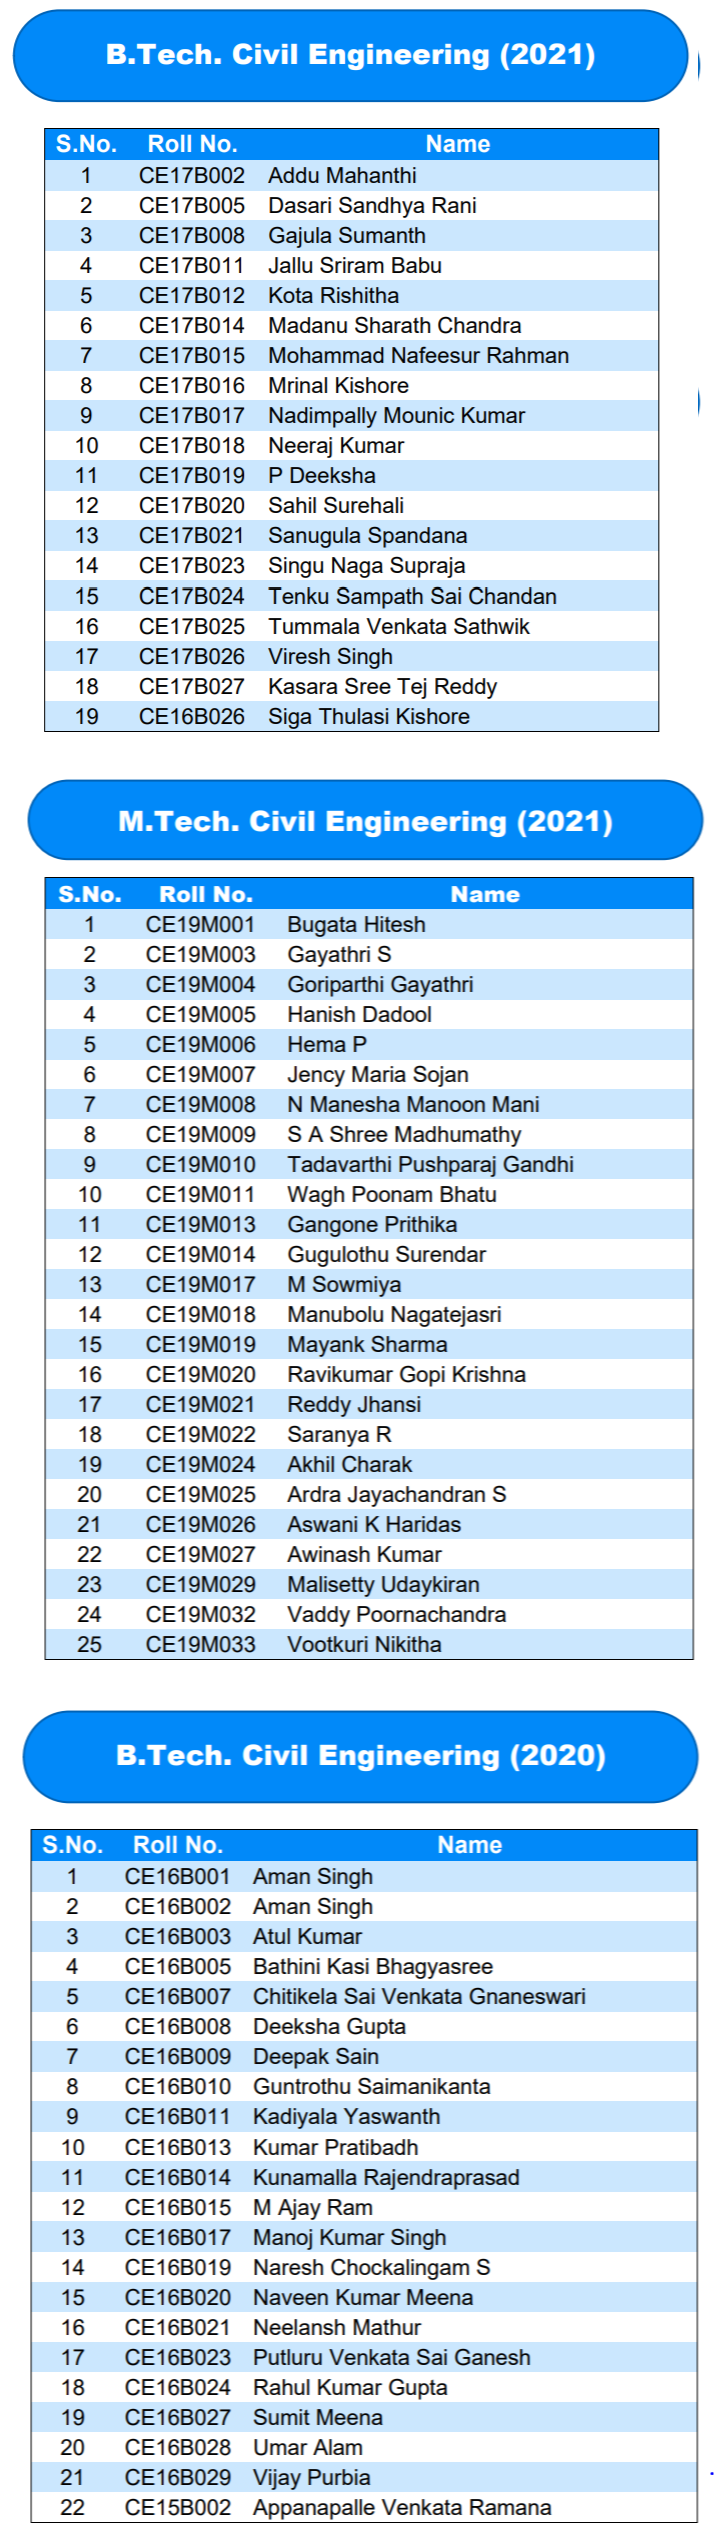 B.Tech. Civil Engineering (2021)
S.No. Roll No. Name
1 CE17B002 Addu Mahanthi
2 CE17B005 Dasari Sandhya Rani
3 CE17B008 Gajula Sumanth
4 CE17B011 Jallu Sriram Babu
5 CE17B012 Kota Rishitha
6 CE17B014 Madanu Sharath Chandra
7 CE17B015 Mohammad Nafeesur Rahman
8 CE17B016 Mrinal Kishore
9 CE17B017 Nadimpally Mounic Kumar
10 CE17B018 Neeraj Kumar
11 CE17B019 P Deeksha
12 CE17B020 Sahil Surehali
13 CE17B021 Sanugula Spandana
14 CE17B023 Singu Naga Supraja
15 CE17B024 Tenku Sampath Sai Chandan
16 CE17B025 Tummala Venkata Sathwik
17 CE17B026 Viresh Singh
18 CE17B027 Kasara Sree Tej Reddy
19 CE16B026 Siga Thulasi Kishore
M.Tech. Civil Engineering (2021)
S.No. Roll No. Name
1 CE19M001 Bugata Hitesh
2 CE19M003 Gayathri S
3 CE19M004 Goriparthi Gayathri
4 CE19M005 Hanish Dadool
5 CE19M006 Hema P
6 CE19M007 Jency Maria Sojan
7 CE19M008 N Manesha Manoon Mani
8 CE19M009 S A Shree Madhumathy
9 CE19M010 Tadavarthi Pushparaj Gandhi
10 CE19M011 Wagh Poonam Bhatu
11 CE19M013 Gangone Prithika
12 CE19M014 Gugulothu Surendar
13 CE19M017 M Sowmiya
14 CE19M018 Manubolu Nagatejasri
15 CE19M019 Mayank Sharma
16 CE19M020 Ravikumar Gopi Krishna
17 CE19M021 Reddy Jhansi
18 CE19M022 Saranya R
19 CE19M024 Akhil Charak
20 CE19M025 Ardra Jayachandran S
21 CE19M026 Aswani K Haridas
22 CE19M027 Awinash Kumar
23 CE19M029 Malisetty Udaykiran
24 CE19M032 Vaddy Poornachandra
25 CE19M033 Vootkuri Nikitha
B.Tech. Civil Engineering (2020)
S.No. Roll No. Name
1 CE16B001 Aman Singh
2 CE16B002 Aman Singh
3 CE16B003 Atul Kumar
4 CE16B005 Bathini Kasi Bhagyasree
5 CE16B007 Chitikela Sai Venkata Gnaneswari
6 CE16B008 Deeksha Gupta
7 CE16B009 Deepak Sain
8 CE16B010 Guntrothu Saimanikanta
9 CE16B011 Kadiyala Yaswanth
10 CE16B013 Kumar Pratibadh
11 CE16B014 Kunamalla Rajendraprasad
12 CE16B015 M Ajay Ram
13 CE16B017 Manoj Kumar Singh
14 CE16B019 Naresh Chockalingam S
15 CE16B020 Naveen Kumar Meena
16 CE16B021 Neelansh Mathur
17 CE16B023 Putluru Venkata Sai Ganesh
18 CE16B024 Rahul Kumar Gupta
19 CE16B027 Sumit Meena
20 CE16B028 Umar Alam
21 CE16B029 Vijay Purbia
22 CE15B002 Appanapalle Venkata Ramana